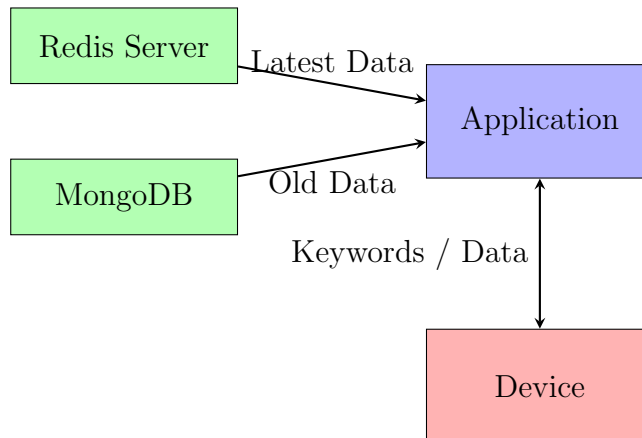 Redis Server
Latest Data
Application
MongoDB
Old Data
Keywords / Data
Device